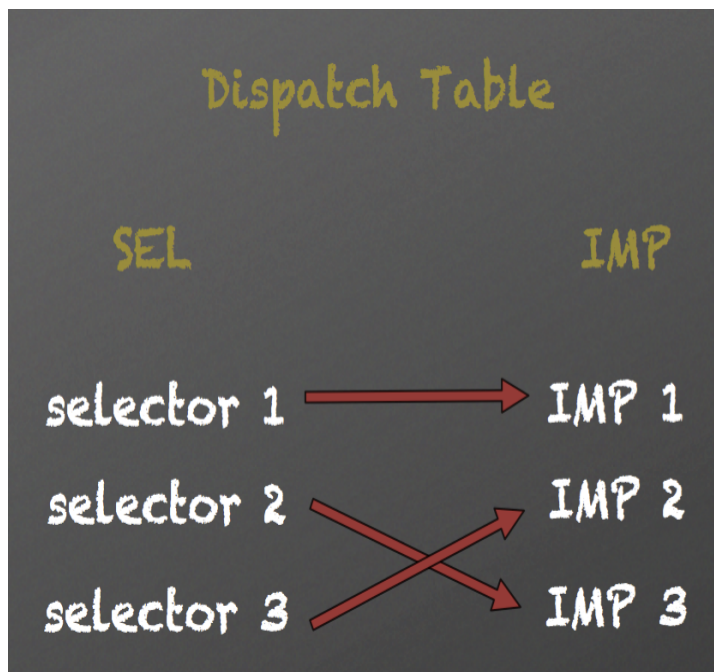 Dispatch Table
SEL IMP
selector 1 IMP 1
selector 2 IMP 2
selector 3 IMP 3